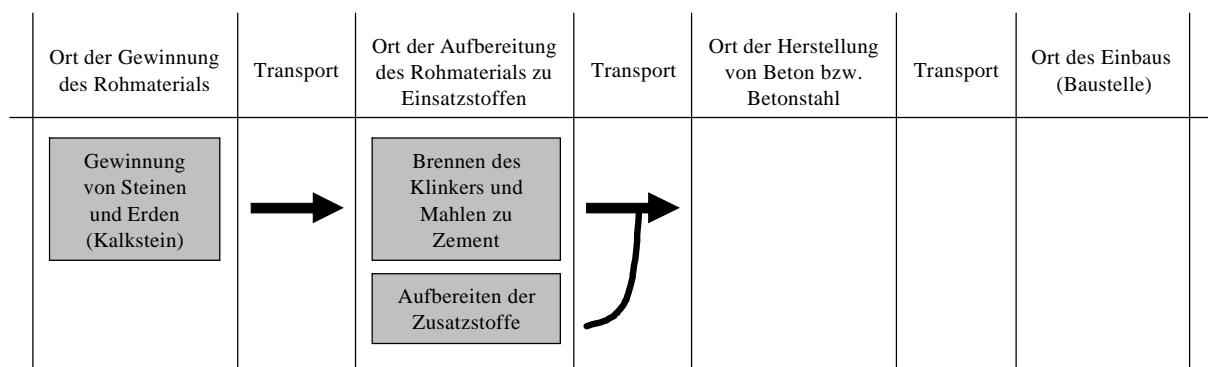 Ort der Gewinnung
des Rohmaterials
Transport
Ort der Aufbereitung
des Rohmaterials zu
Einsatzstoffen
Transport
Ort der Herstellung
von Beton bzw.
Betonstahl
Transport
Ort des Einbaus
(Baustelle)
Gewinnung
von Steinen
und Erden
(Kalkstein)
Brennen des
Klinkers und
Mahlen zu
Zement
Aufbereiten der
Zusatzstoffe